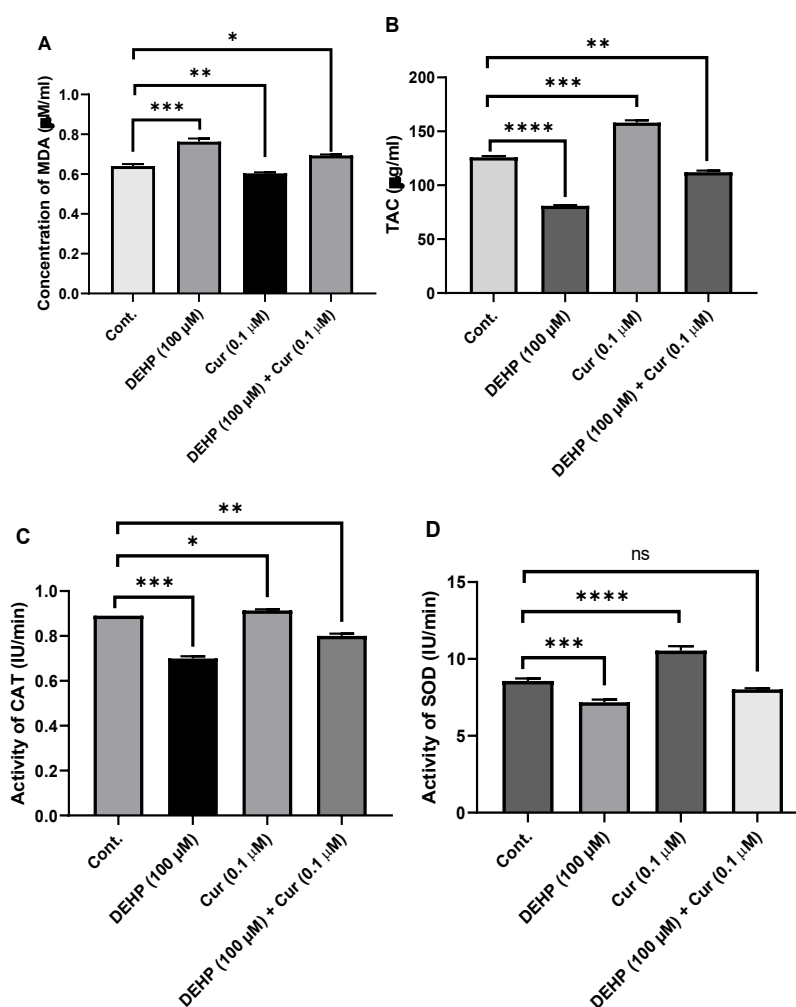 A
*
**
***
Concentration of MDA (μM/ml)
1.0
0.8
0.6
0.4
0.2
0.0
Cont.
DEHP (100 μM)
Cur (0.1 μM)
DEHP (100 μM) + Cur (0.1 μM)
B
**
***
****
TAC (μg/ml)
200
150
100
50
0
Cont.
DEHP (100 μM)
Cur (0.1 μM)
DEHP (100 μM) + Cur (0.1 μM)
C
**
*
***
Activity of CAT (IU/min)
1.0
0.8
0.6
0.4
0.2
0.0
Cont.
DEHP (100 μM)
Cur (0.1 μM)
DEHP (100 μM) + Cur (0.1 μM)
D
ns
****
***
Activity of SOD (IU/min)
15
10
5
0
Cont.
DEHP (100 μM)
Cur (0.1 μM)
DEHP (100 μM) + Cur (0.1 μM)